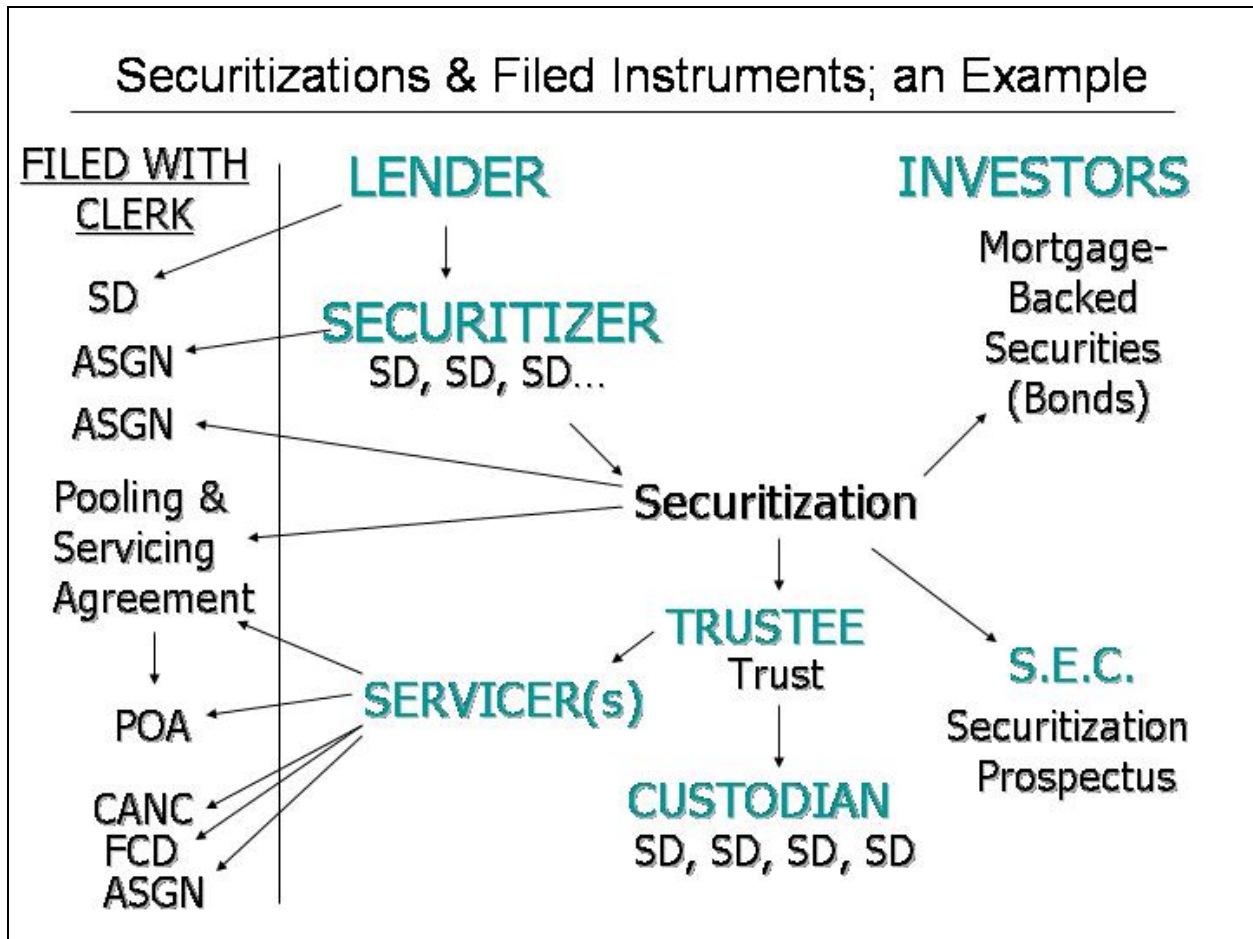 Securitizations & Filed Instruments; an Example
FILED WITH
CLERK
SD
ASGN
ASGN
Pooling &
Servicing
Agreement
POA
CANC
FCD
ASGN
LENDER
SECURITIZER
SD, SD, SD...
Securitization
TRUSTEE
Trust
SERVICER(s)
CUSTODIAN
SD, SD, SD, SD
INVESTORS
Mortgage-
Backed
Securities
(Bonds)
S.E.C.
Securitization
Prospectus